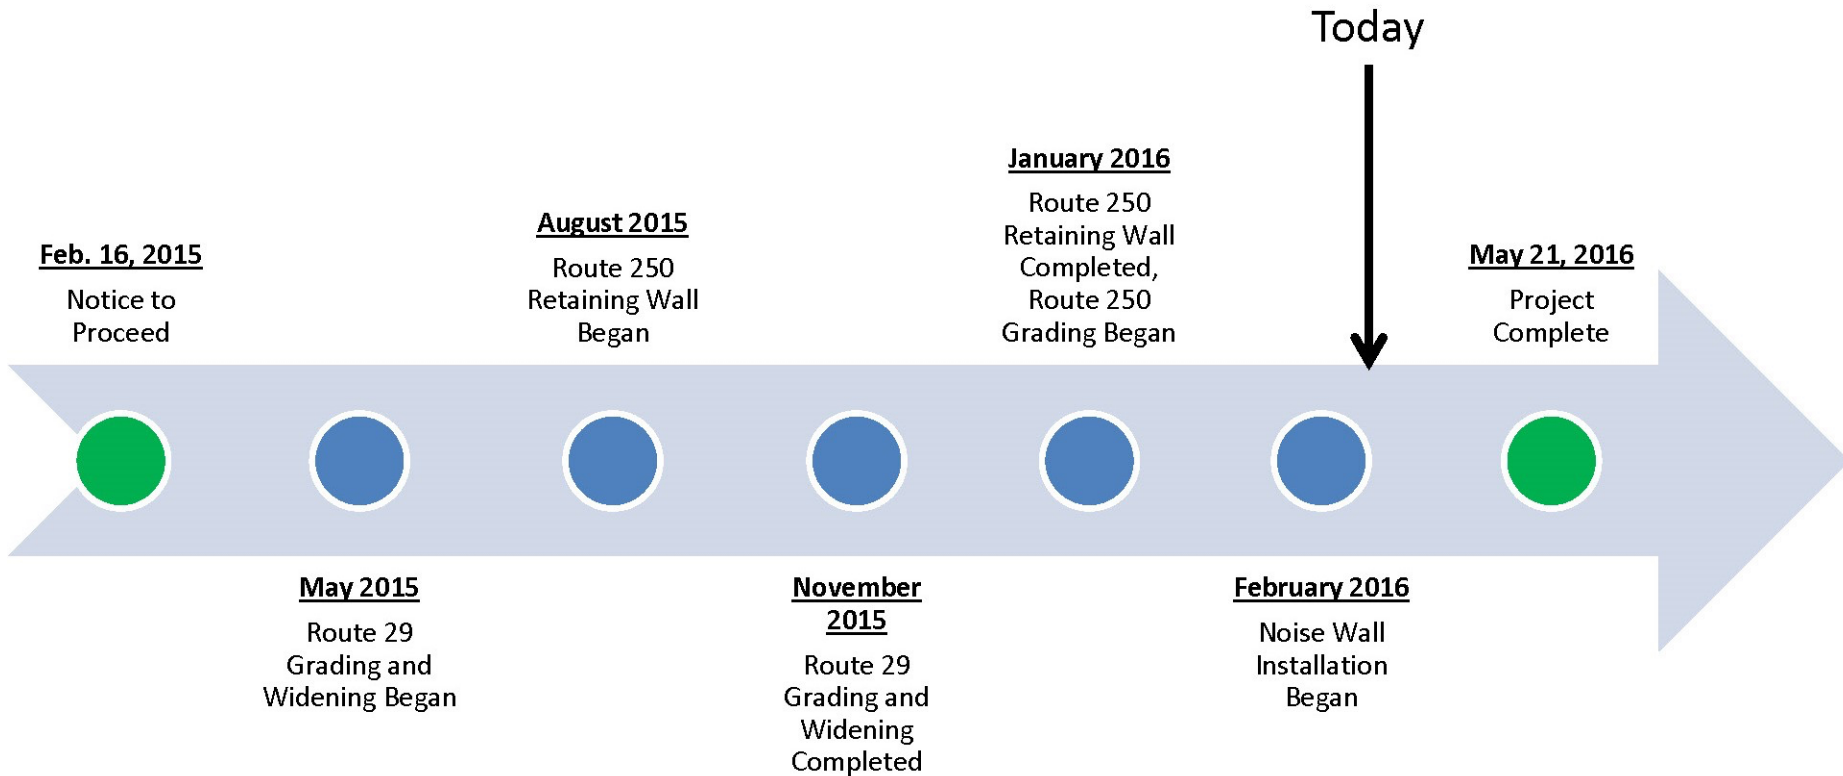 Today
Feb. 16, 2015
Notice to
Proceed
May 2015
Route 29
Grading and
Widening Began
August 2015
Route 250
Retaining Wall
Began
November
2015
Route 29
Grading and
Widening
Completed
January 2016
Route 250
Retaining Wall
Completed,
Route 250
Grading Began
February 2016
Noise Wall
Installation
Began
May 21, 2016
Project
Complete